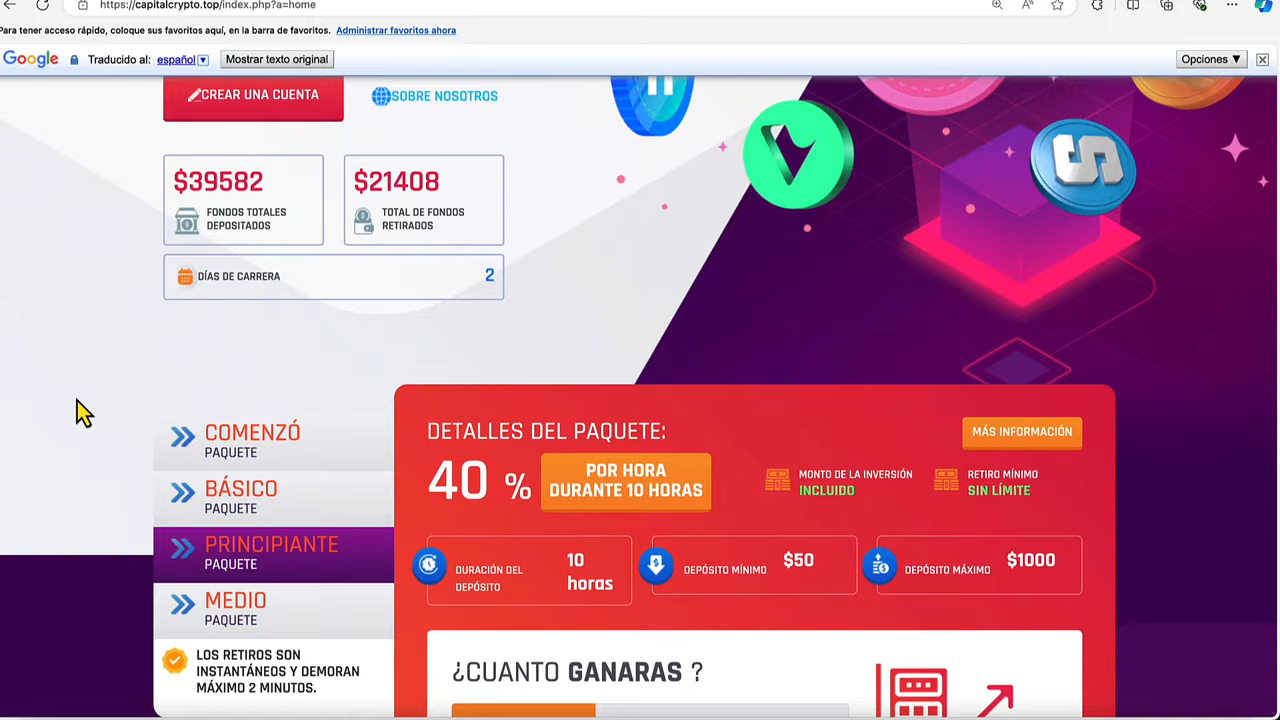 https://capitalcrypto.top/index.php?a=home
Para tener acceso rápido, coloque sus favoritos aquí, en la barra de favoritos. Administrar favoritos ahora
Google Traducido al: español Mostrar texto original Opciones ▼
CREAR UNA CUENTA
SOBRE NOSOTROS
$39582
FONDOS TOTALES
DEPOSITADOS
$21408
TOTAL DE FONDOS
RETIRADOS
DÍAS DE CARRERA 2
COMENZÓ
PAQUETE
BÁSICO
PAQUETE
PRINCIPIANTE
PAQUETE
MEDIO
PAQUETE
LOS RETIROS SON
INSTANTÁNEOS Y DEMORAN
MÁXIMO 2 MINUTOS.
DETALLES DEL PAQUETE:
MÁS INFORMACIÓN
40 %
POR HORA
DURANTE 10 HORAS
MONTO DE LA INVERSIÓN
INCLUIDO
RETIRO MÍNIMO
SIN LÍMITE
DURACIÓN DEL
DEPÓSITO
10
horas
DEPÓSITO MÍNIMO $50
DEPÓSITO MÁXIMO $1000
¿CUANTO GANARAS ?